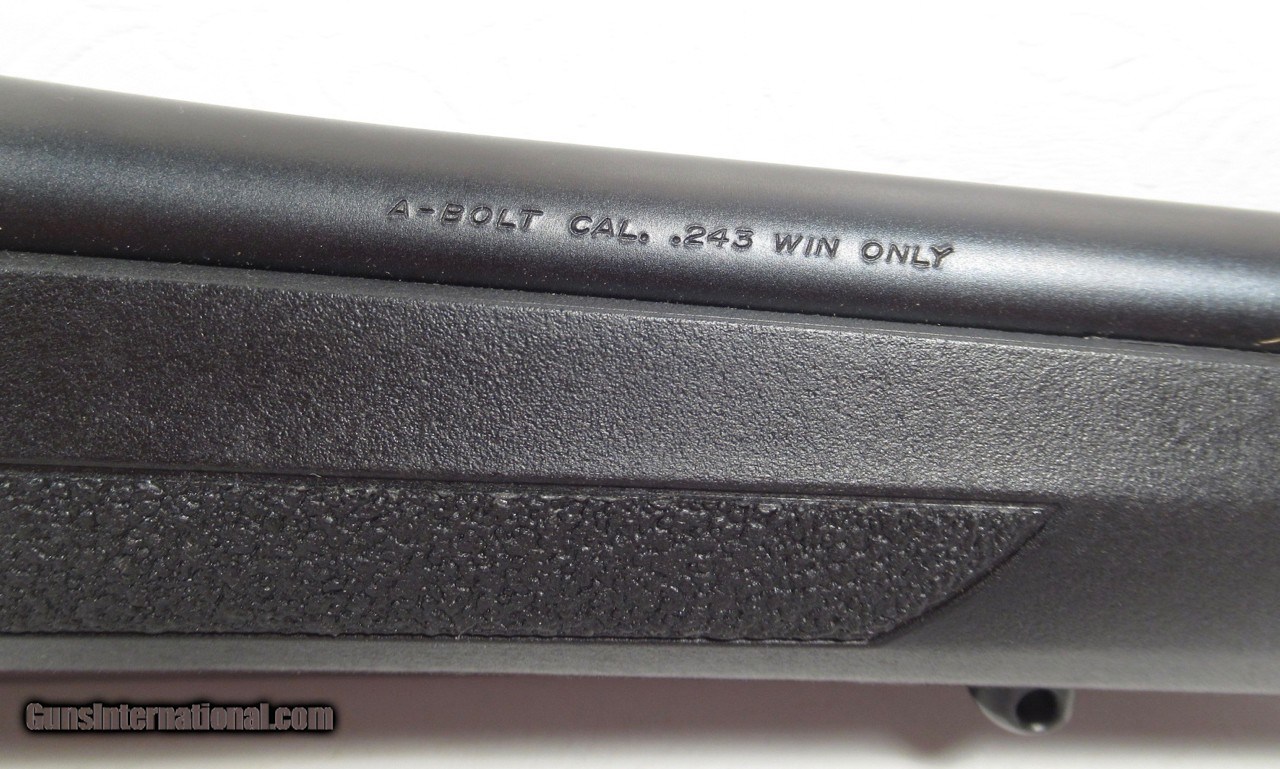 A-BOLT CAL. .243 WIN ONLY
GunsInternational.com